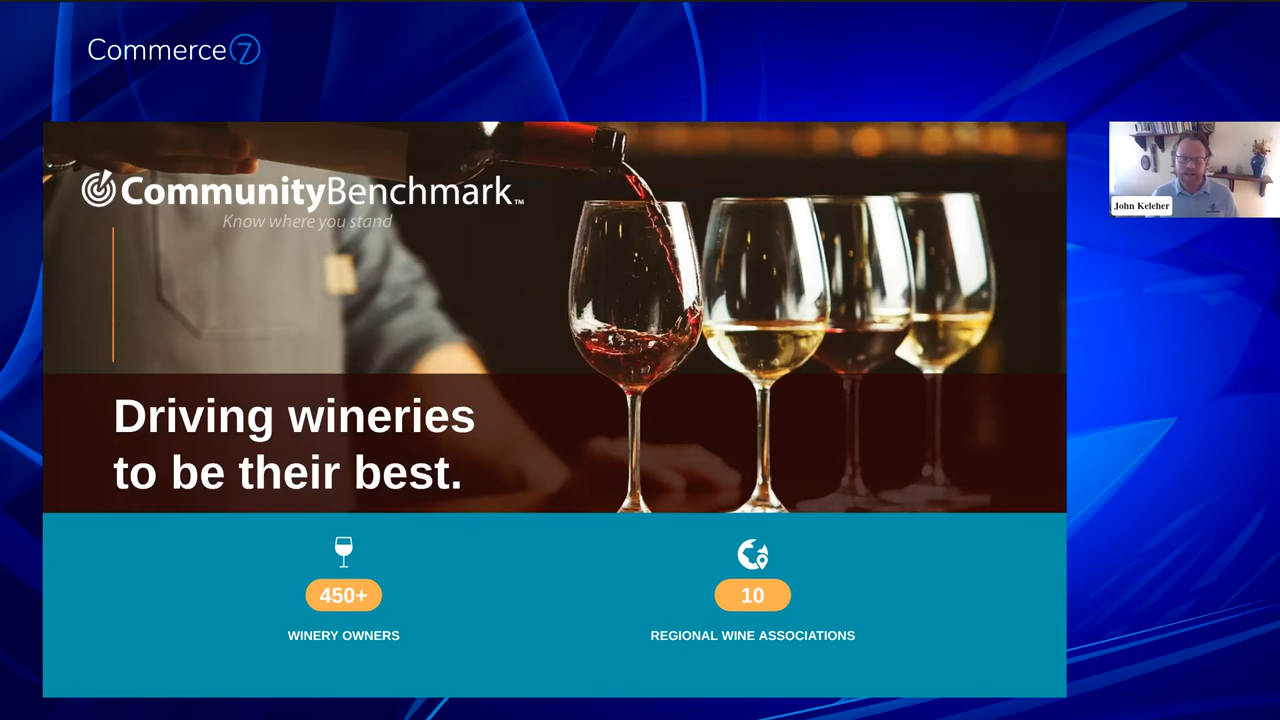 Commerce7
CommunityBenchmark™
Know where you stand
John Keleher
Driving wineries
to be their best.
450+
10
WINERY OWNERS
REGIONAL WINE ASSOCIATIONS